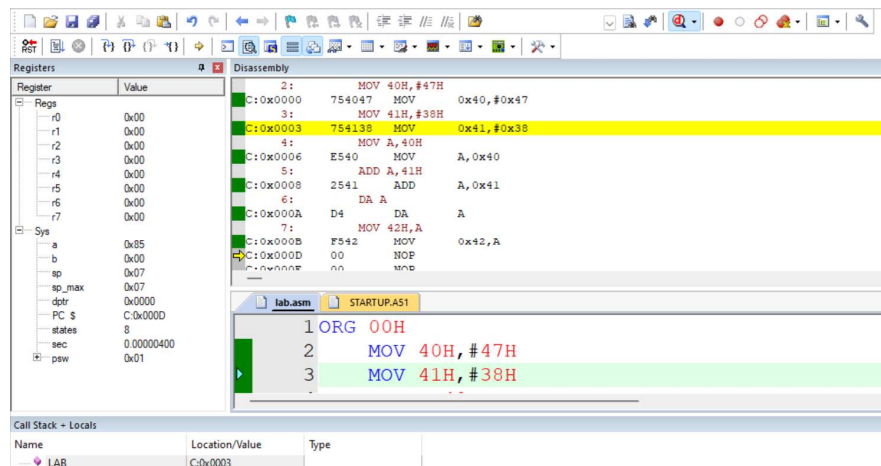 RST
Registers
Register Value
Regs
r0 0x00
r1 0x00
r2 0x00
r3 0x00
r4 0x00
r5 0x00
r6 0x00
r7 0x00
Sys
a 0x85
b 0x00
sp 0x07
sp_max 0x07
dptr 0x0000
PC $ C:0x000D
states 8
sec 0.00000400
psw 0x01
Disassembly
2: MOV 40H,#47H
C:0x0000 754047 MOV 0x40,#0x47
3: MOV 41H,#38H
C:0x0003 754138 MOV 0x41,#0x38
4: MOV A,40H
C:0x0006 E540 MOV A,0x40
5: ADD A,41H
C:0x0008 2541 ADD A,0x41
6: DA A
C:0x000A D4 DA A
7: MOV 42H,A
C:0x000B F542 MOV 0x42,A
C:0x000D 00 NOP
C:0x000E 00 NOP
lab.asm STARTUP.A51
1 ORG 00H
2 MOV 40H,#47H
3 MOV 41H,#38H
Call Stack + Locals
Name Location/Value Type
LAB C:0x0003